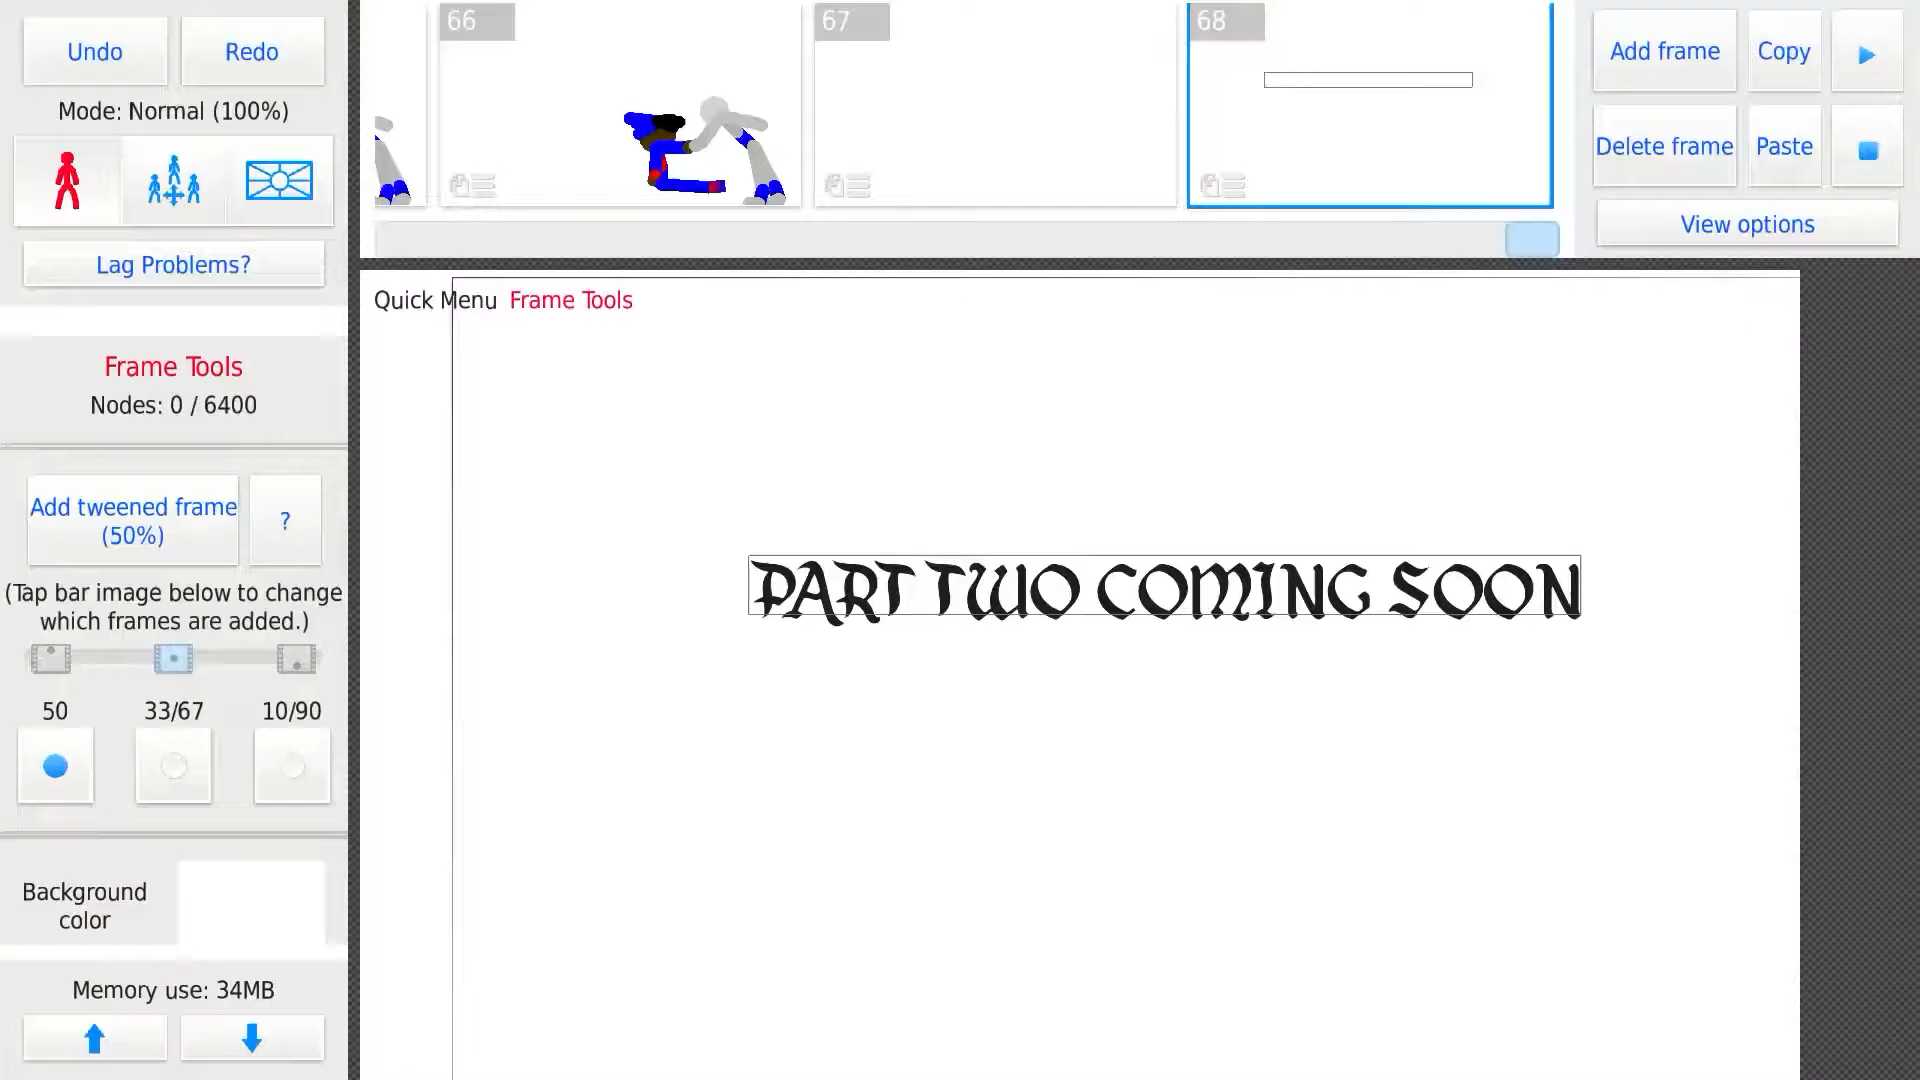 Undo
Redo
Mode: Normal (100%)
Lag Problems?
Frame Tools
Nodes: 0 / 6400
Add tweened frame
(50%)
?
(Tap bar image below to change
which frames are added.)
50
33/67
10/90
Background
color
Memory use: 34MB
66
67
68
Add frame
Copy
Delete frame
Paste
View options
Quick Menu
Frame Tools
PART TWO COMING SOON